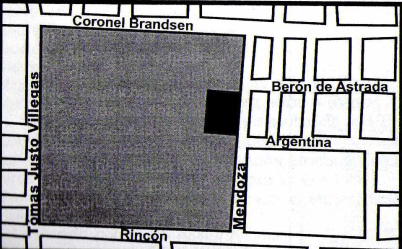 Coronel Brandsen
Tomas Justo Villegas
Berón de Astrada
Argentina
Mendoza
Rincón